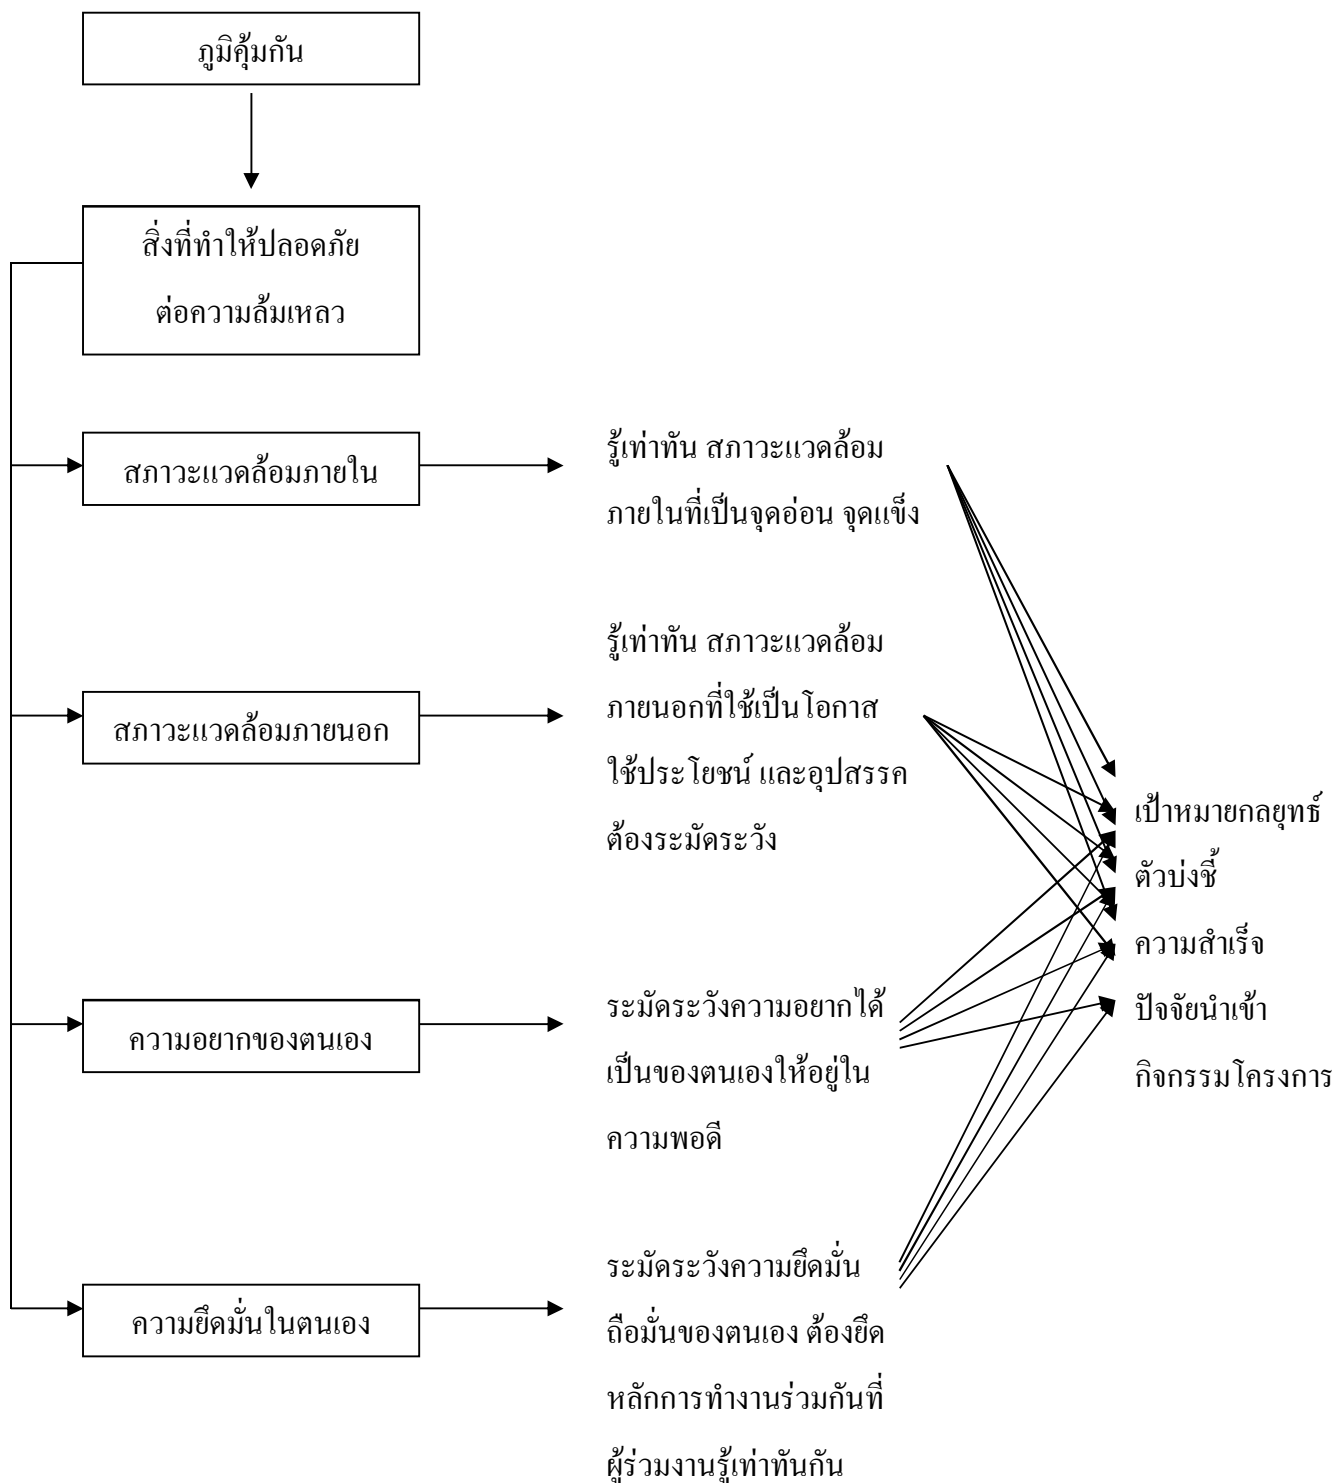 ภูมิคุ้มกัน
สิ่งที่ทำให้ปลอดภัย
ต่อความล้มเหลว
สภาวะแวดล้อมภายใน
รู้เท่าทัน สภาวะแวดล้อม
ภายในที่เป็นจุดอ่อน จุดแข็ง
สภาวะแวดล้อมภายนอก
รู้เท่าทัน สภาวะแวดล้อม
ภายนอกที่ใช้เป็นโอกาส
ใช้ประโยชน์ และอุปสรรค
ต้องระมัดระวัง
ความอยากของตนเอง
ระมัดระวังความอยากได้
เป็นของตนเองให้อยู่ใน
ความพอดี
ความยึดมั่นในตนเอง
ระมัดระวังความยึดมั่น
ถือมั่นของตนเอง ต้องยึด
หลักการทำงานร่วมกันที่
ผู้ร่วมงานรู้เท่าทันกัน
เป้าหมายกลยุทธ์
ตัวบ่งชี้
ความสำเร็จ
ปัจจัยนำเข้า
กิจกรรมโครงการ